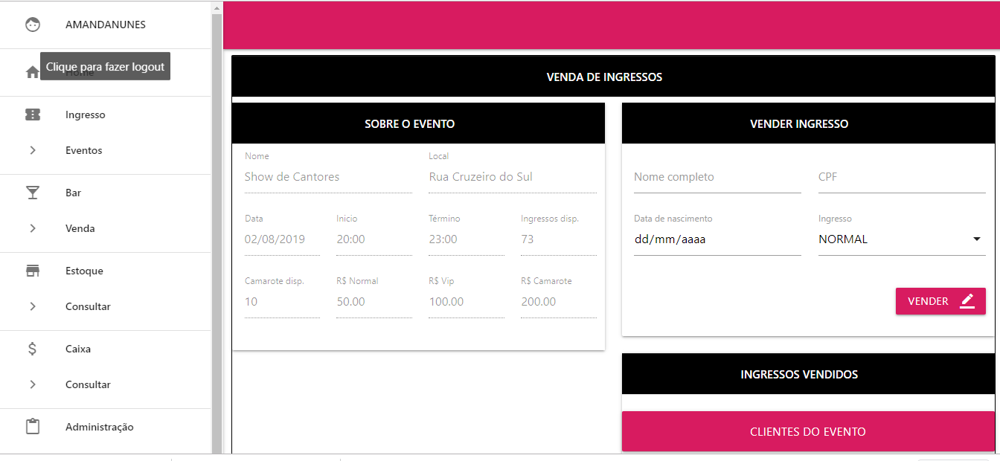 AMANDANUNES
Clique para fazer logout
Home
Ingresso
Eventos
Bar
Venda
Estoque
Consultar
Caixa
Consultar
Administração
VENDA DE INGRESSOS
SOBRE O EVENTO
Nome Local
Show de Cantores Rua Cruzeiro do Sul
Data Inicio Término Ingressos disp.
02/08/2019 20:00 23:00 73
Camarote disp. R$ Normal R$ Vip R$ Camarote
10 50.00 100.00 200.00
VENDER INGRESSO
Nome completo CPF
Data de nascimento Ingresso
dd/mm/aaaa NORMAL
VENDER
INGRESSOS VENDIDOS
CLIENTES DO EVENTO